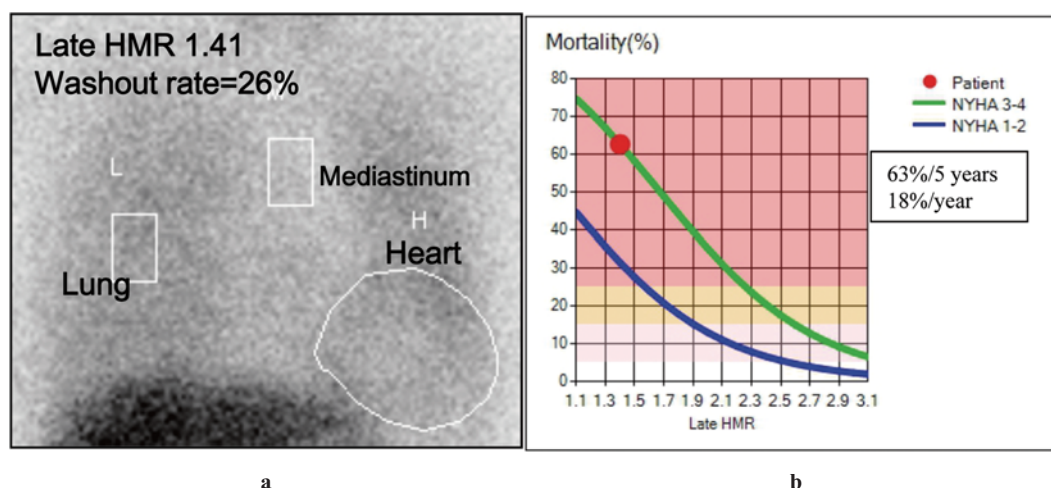 Late HMR 1.41
Washout rate=26%
M
L
Mediastinum
H
Heart
Lung
a
Mortality(%)
80
70
60
50
40
30
20
10
0
1.1 1.3 1.5 1.7 1.9 2.1 2.3 2.5 2.7 2.9 3.1
Late HMR
Patient
NYHA 3-4
NYHA 1-2
63%/5 years
18%/year
b